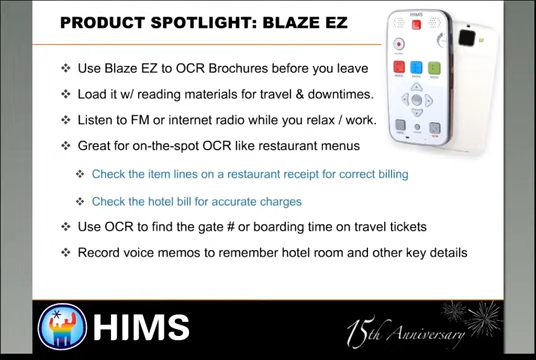 PRODUCT SPOTLIGHT: BLAZE EZ
HIMS
Use Blaze EZ to OCR Brochures before you leave
Load it w/ reading materials for travel & downtimes.
Listen to FM or internet radio while you relax / work.
Great for on-the-spot OCR like restaurant menus
Check the item lines on a restaurant receipt for correct billing
Check the hotel bill for accurate charges
Use OCR to find the gate # or boarding time on travel tickets
Record voice memos to remember hotel room and other key details
HIMS
15th Anniversary